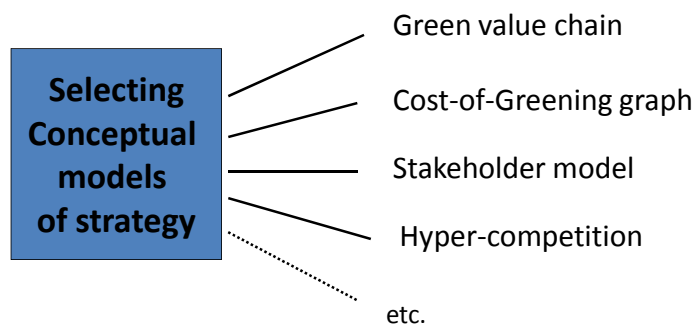 Selecting
Conceptual
models
of strategy
Green value chain
Cost-of-Greening graph
Stakeholder model
Hyper-competition
etc.